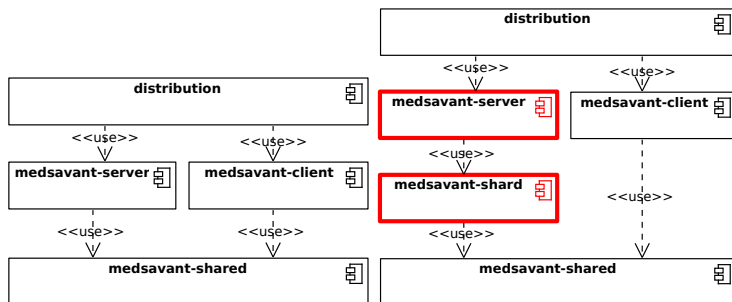 distribution
<<use>>
<<use>>
medsavant-server
medsavant-client
<<use>>
<<use>>
medsavant-shared
distribution
<<use>>
<<use>>
medsavant-server
medsavant-client
<<use>>
medsavant-shard
<<use>>
<<use>>
medsavant-shared